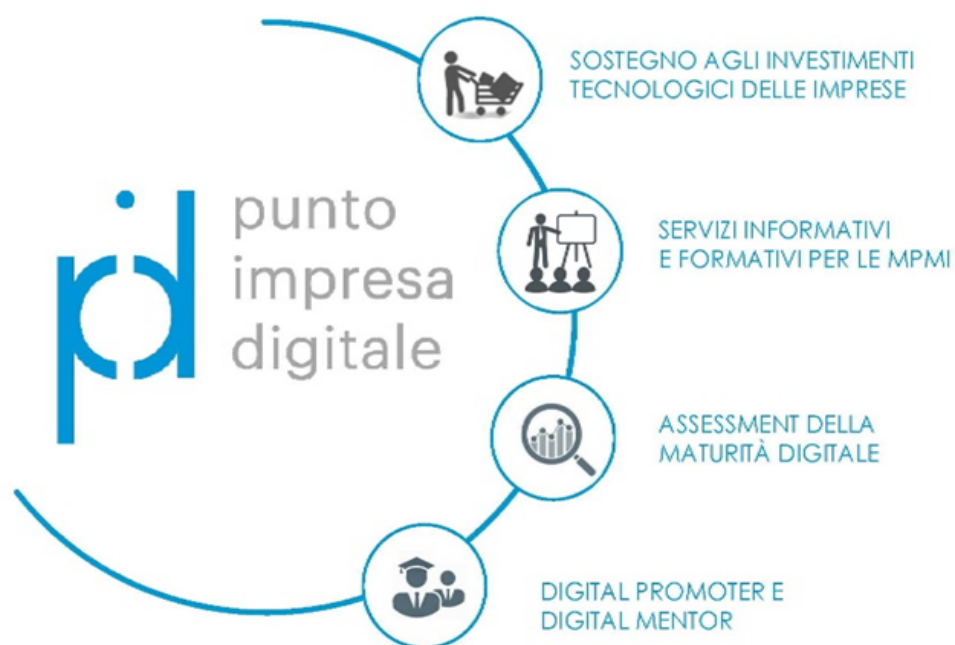 pid
punto
impresa
digitale
SOSTEGNO AGLI INVESTIMENTI
TECNOLOGICI DELLE IMPRESE
SERVIZI INFORMATIVI
E FORMATIVI PER LE MPMI
ASSESSMENT DELLA
MATURITÀ DIGITALE
DIGITAL PROMOTER E
DIGITAL MENTOR